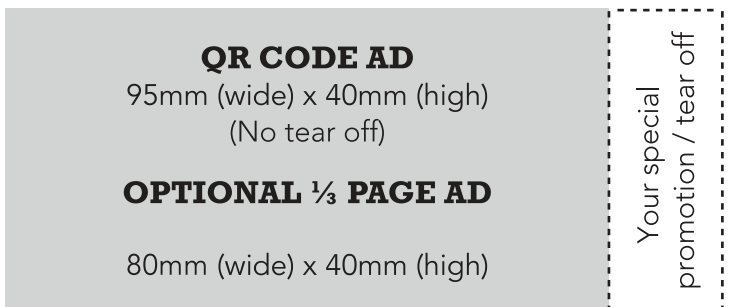 QR CODE AD
95mm (wide) x 40mm (high)
(No tear off)
OPTIONAL ⅓ PAGE AD
80mm (wide) x 40mm (high)
Your special
promotion / tear off